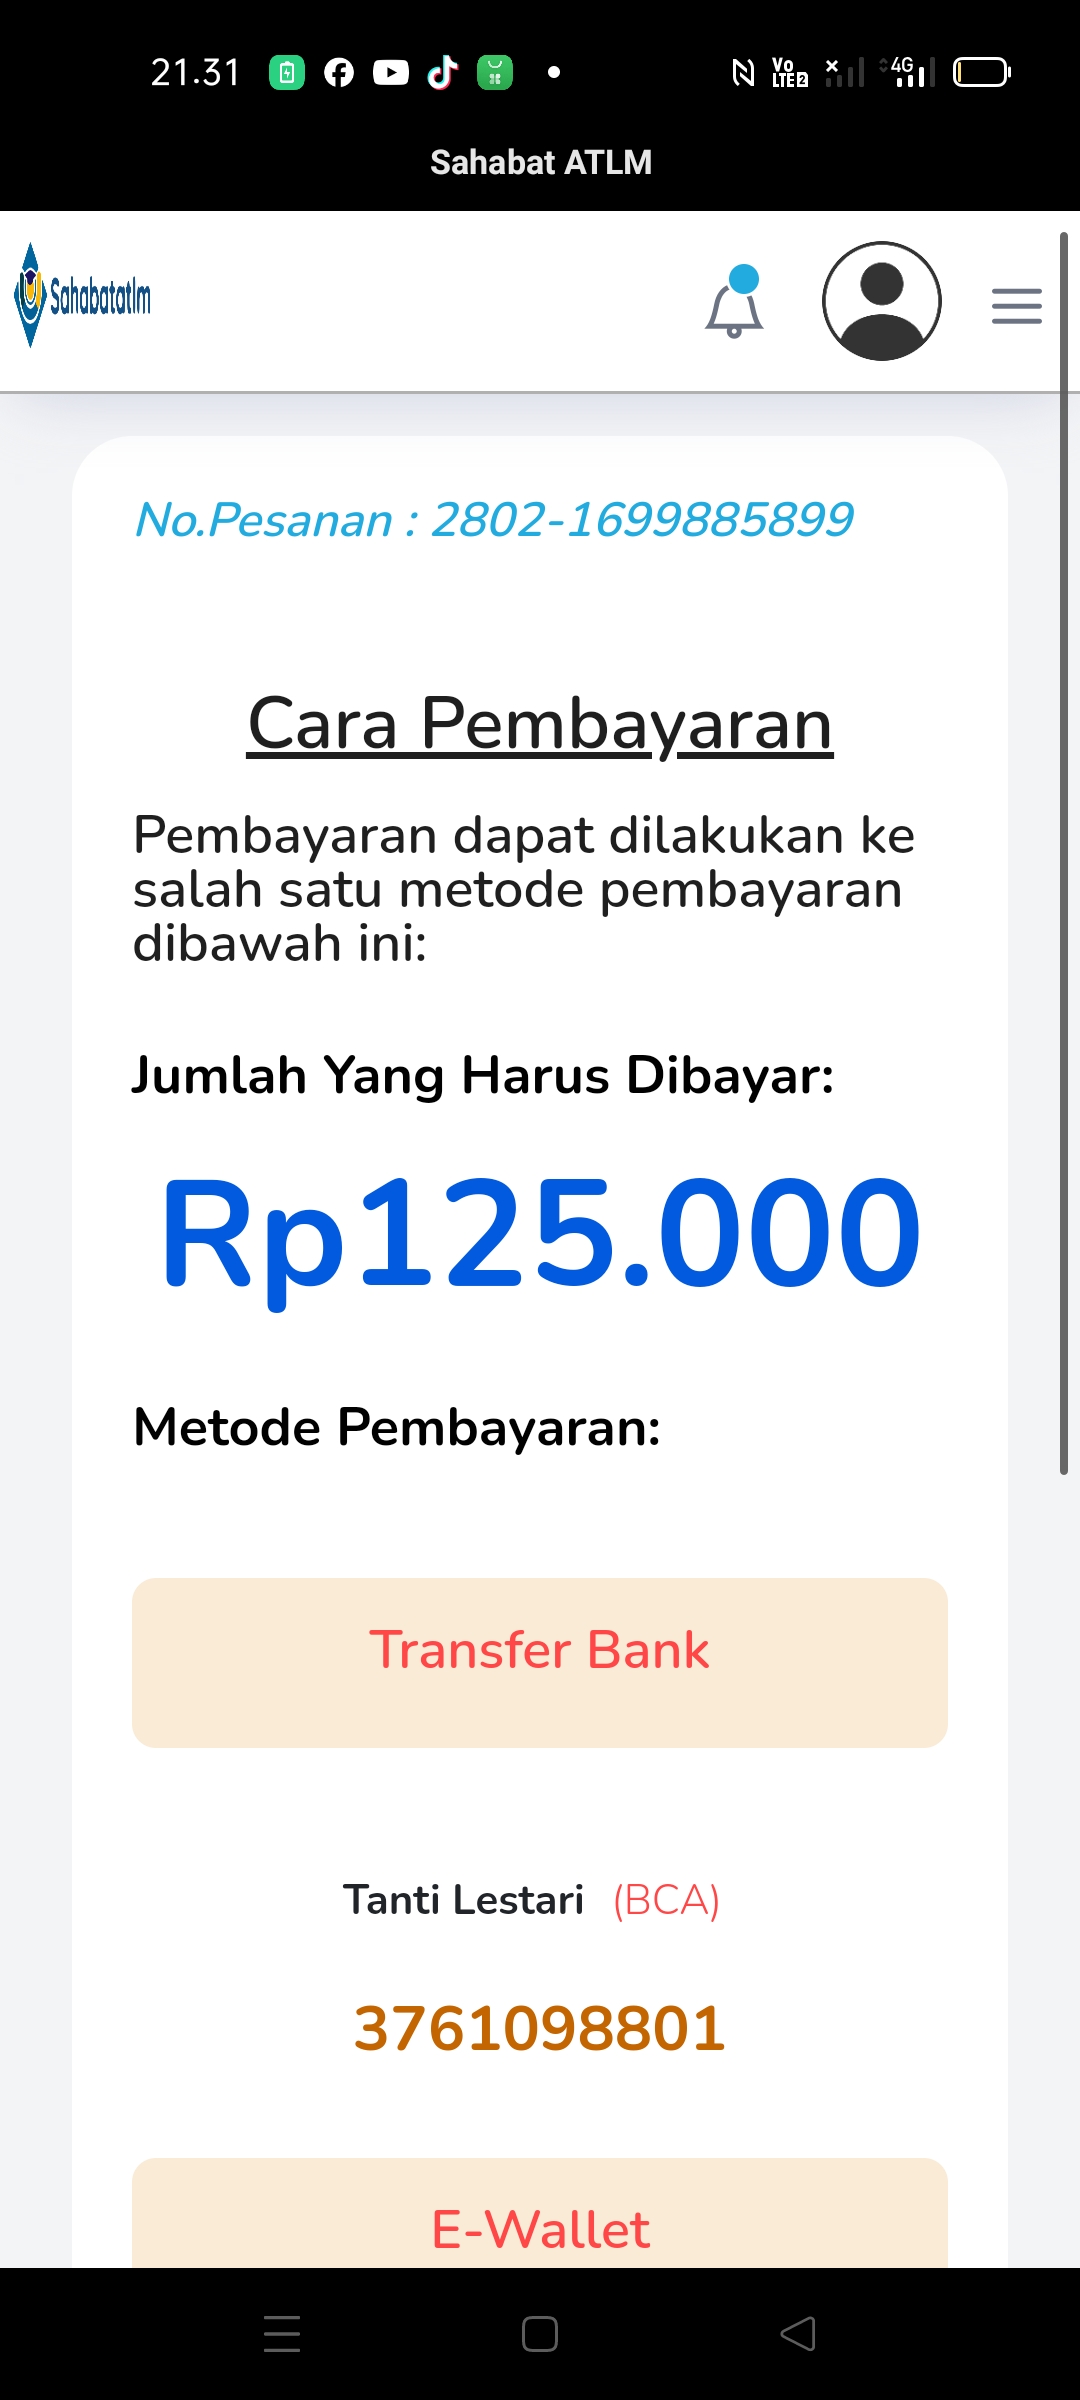 21.31
Vo
LTE2
4G
Sahabat ATLM
Sahabatatlm
No.Pesanan : 2802-1699885899
Cara Pembayaran
Pembayaran dapat dilakukan ke
salah satu metode pembayaran
dibawah ini:
Jumlah Yang Harus Dibayar:
Rp125.000
Metode Pembayaran:
Transfer Bank
Tanti Lestari (BCA)
3761098801
E-Wallet